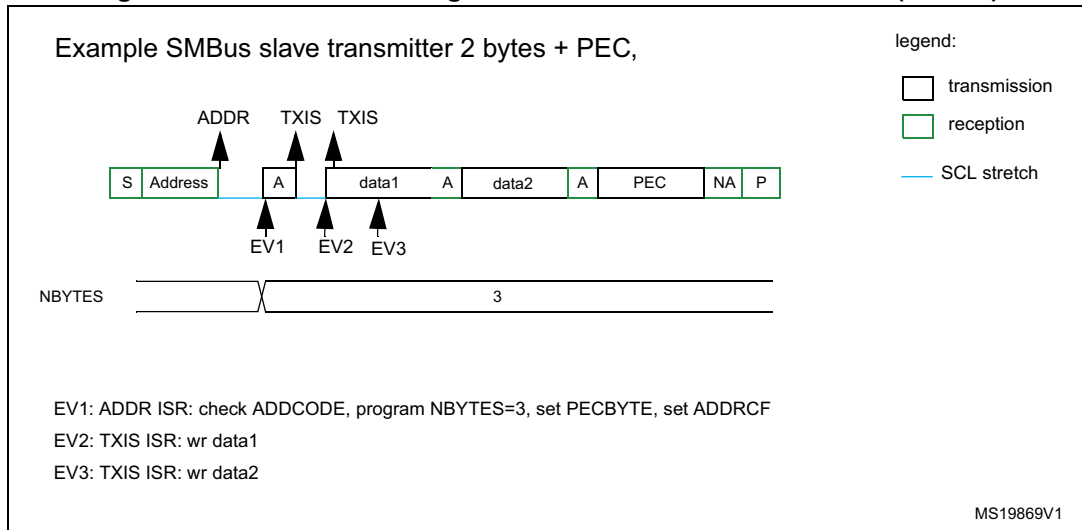 Example SMBus slave transmitter 2 bytes + PEC,
legend:
transmission
reception
SCL stretch
ADDR TXIS TXIS
S Address A data1 A data2 A PEC NA P
EV1 EV2 EV3
NBYTES 3
EV1: ADDR ISR: check ADDCODE, program NBYTES=3, set PECBYTE, set ADDRCF
EV2: TXIS ISR: wr data1
EV3: TXIS ISR: wr data2
MS19869V1